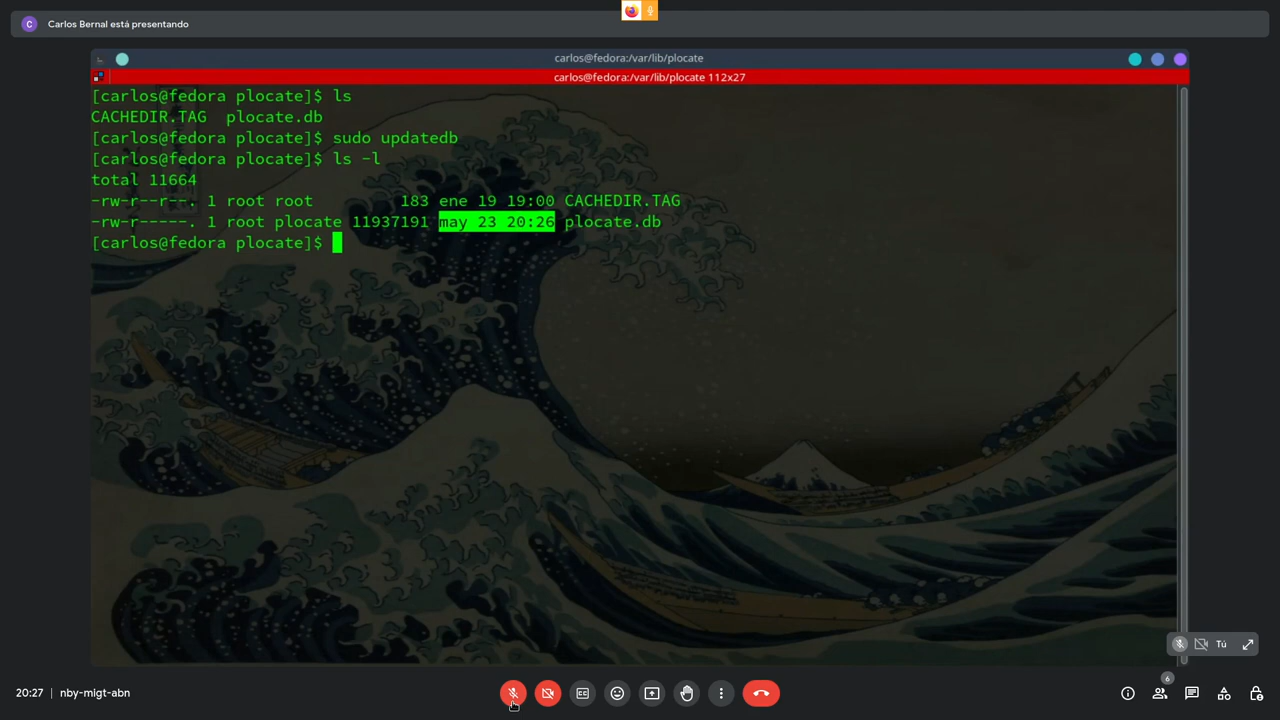 C Carlos Bernal está presentando
carlos@fedora:/var/lib/plocate
carlos@fedora:/var/lib/plocate 112x27
[carlos@fedora plocate]$ ls
CACHEDIR.TAG  plocate.db
[carlos@fedora plocate]$ sudo updatedb
[carlos@fedora plocate]$ ls -l
total 11664
-rw-r--r--. 1 root root         183 ene 19 19:00 CACHEDIR.TAG
-rw-r-----. 1 root plocate 11937191 may 23 20:26 plocate.db
[carlos@fedora plocate]$
Tú
20:27 nby-migt-abn
6